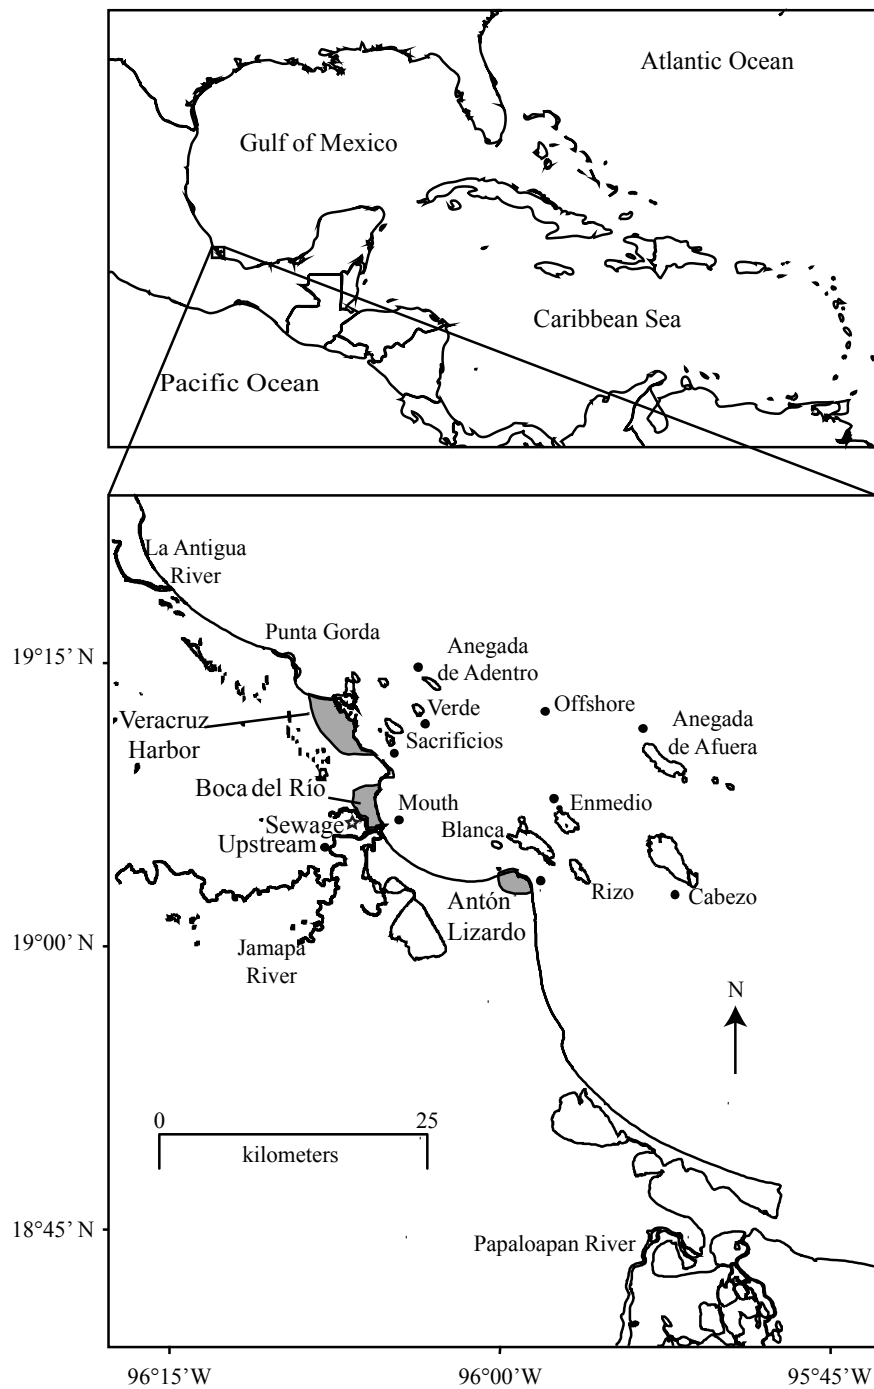 Atlantic Ocean
Gulf of Mexico
Caribbean Sea
Pacific Ocean
La Antigua
River
Punta Gorda
19°15' N
Anegada
de Adentro
Verde
Offshore
Veracruz
Harbor
Sacrificios
Anegada
de Afuera
Boca del Río
Mouth
Enmedio
Sewage
Blanca
Upstream
Antón
Lizardo
Rizo
Cabezo
19°00' N
Jamapa
River
N
0
25
kilometers
18°45' N
Papaloapan River
96°15'W
96°00'W
95°45'W